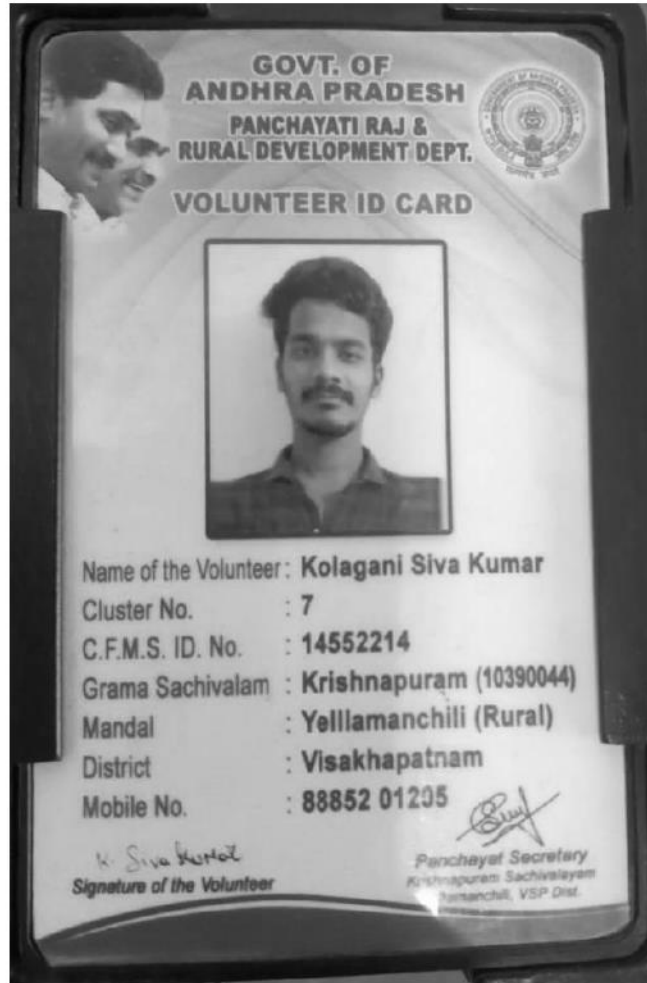 GOVT. OF
ANDHRA PRADESH
PANCHAYATI RAJ &
RURAL DEVELOPMENT DEPT.
VOLUNTEER ID CARD
Name of the Volunteer : Kolagani Siva Kumar
Cluster No. : 7
C.F.M.S. ID. No. : 14552214
Grama Sachivalam : Krishnapuram (10390044)
Mandal : Yelllamanchili (Rural)
District : Visakhapatnam
Mobile No. : 88852 01295
K. Siva Kumar
Signature of the Volunteer
Panchayat Secretary
Krishnapuram Sachivalayam
VSP Dist.